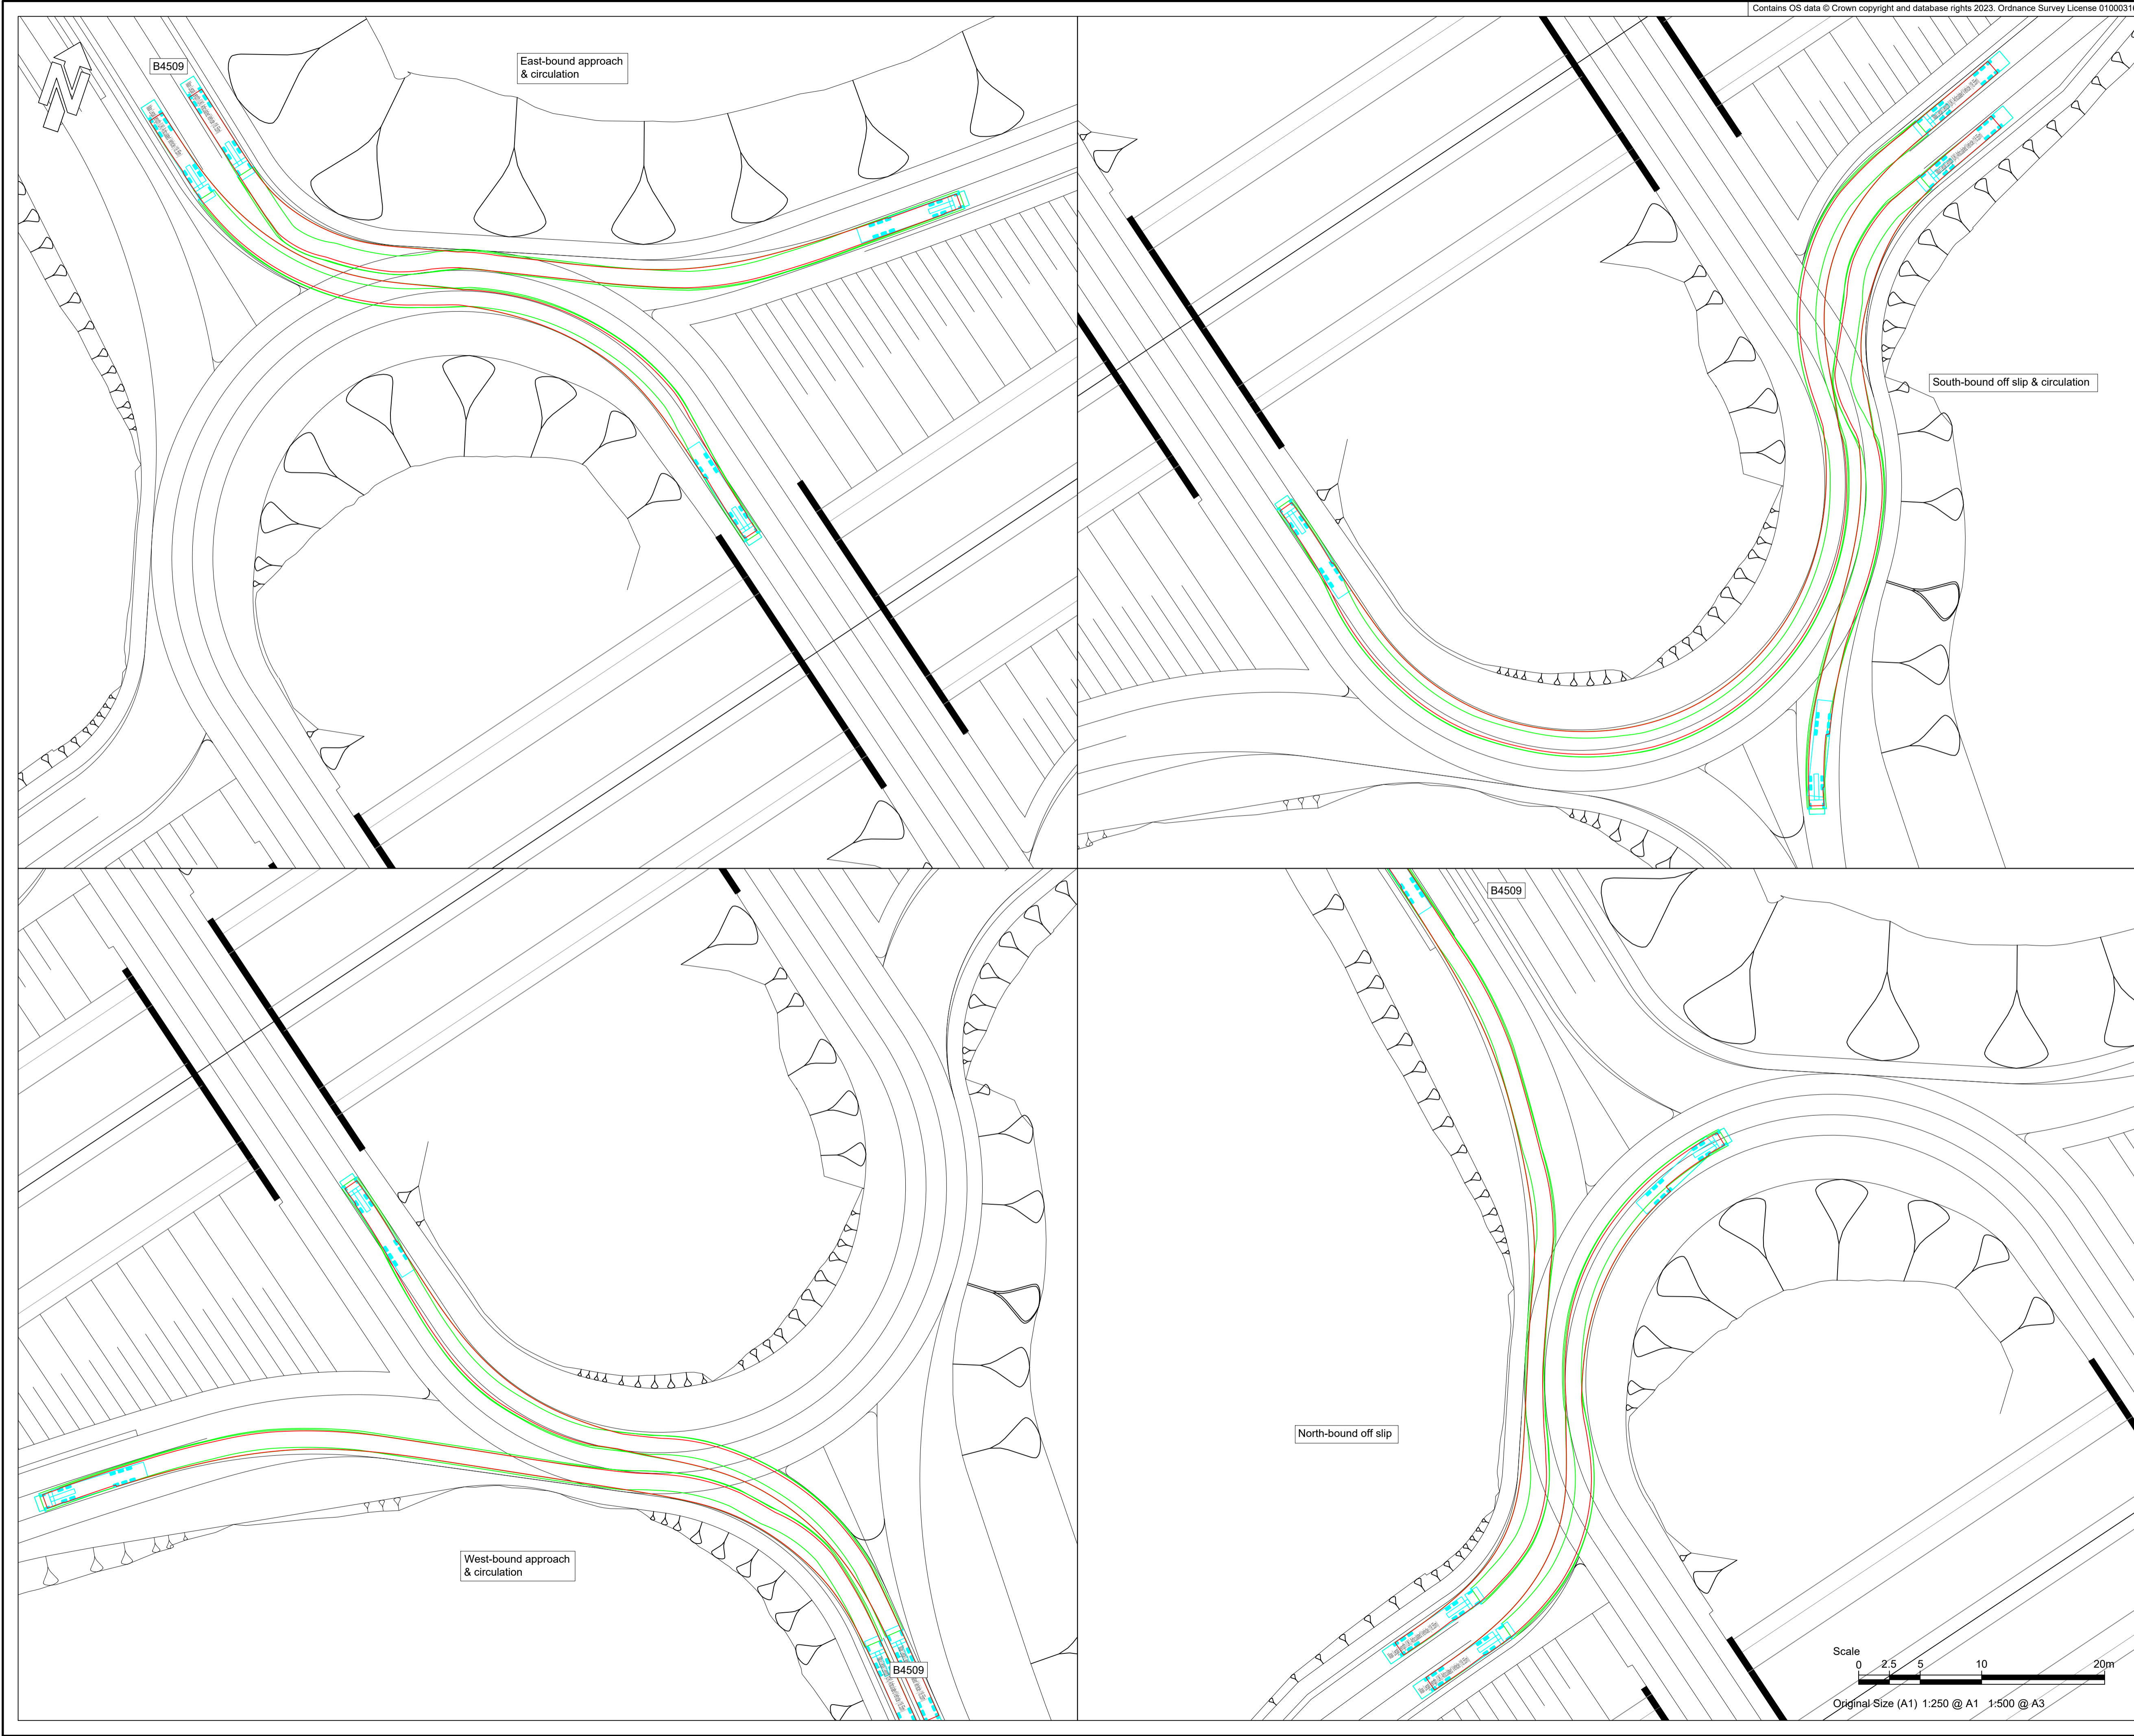 Contains OS data © Crown copyright and database rights 2023. Ordnance Survey License 0100031
B4509
East-bound approach
& circulation
South-bound off slip & circulation
B4509
North-bound off slip
West-bound approach
& circulation
B4509
Scale
0 2.5 5 10 20m
Original Size (A1) 1:250 @ A1 1:500 @ A3